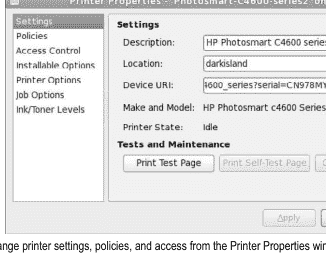 Printer Properties - Photosmart-C4600-series2
Settings
Policies
Access Control
Installable Options
Printer Options
Job Options
Ink/Toner Levels
Settings
Description: HP Photosmart C4600 series
Location: darkisland
Device URI: 4600_series?serial=CN97BMY
Make and Model: HP Photosmart c4600 Series
Printer State: Idle
Tests and Maintenance
Print Test Page Print Self-Test Page
Apply
ange printer settings, policies, and access from the Printer Properties win